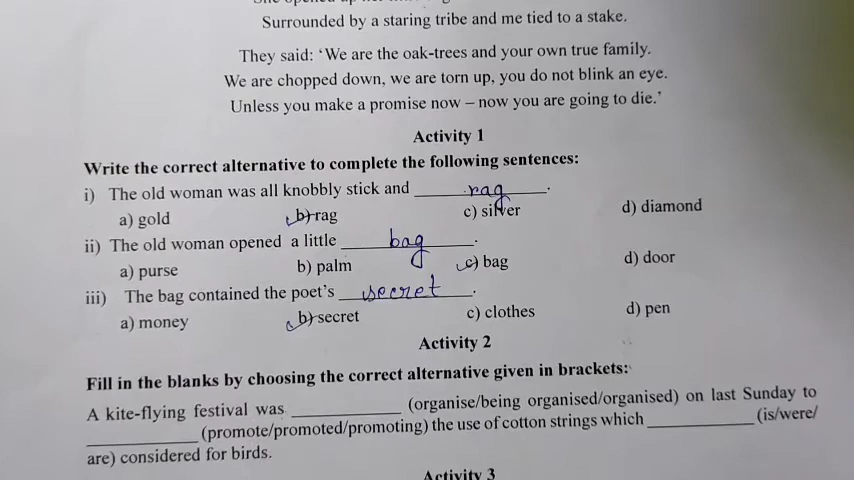 She opened up her
Surrounded by a staring tribe and me tied to a stake.
They said: ‘We are the oak-trees and your own true family.
We are chopped down, we are torn up, you do not blink an eye.
Unless you make a promise now – now you are going to die.’
Activity 1
Write the correct alternative to complete the following sentences:
i) The old woman was all knobbly stick and rag.
a) gold b) rag c) silver d) diamond
ii) The old woman opened a little bag.
a) purse b) palm c) bag d) door
iii) The bag contained the poet’s secret.
a) money b) secret c) clothes d) pen
Activity 2
Fill in the blanks by choosing the correct alternative given in brackets:
A kite-flying festival was ____________ (organise/being organised/organised) on last Sunday to
____________ (promote/promoted/promoting) the use of cotton strings which ____________ (is/were/
are) considered for birds.
Activity 3